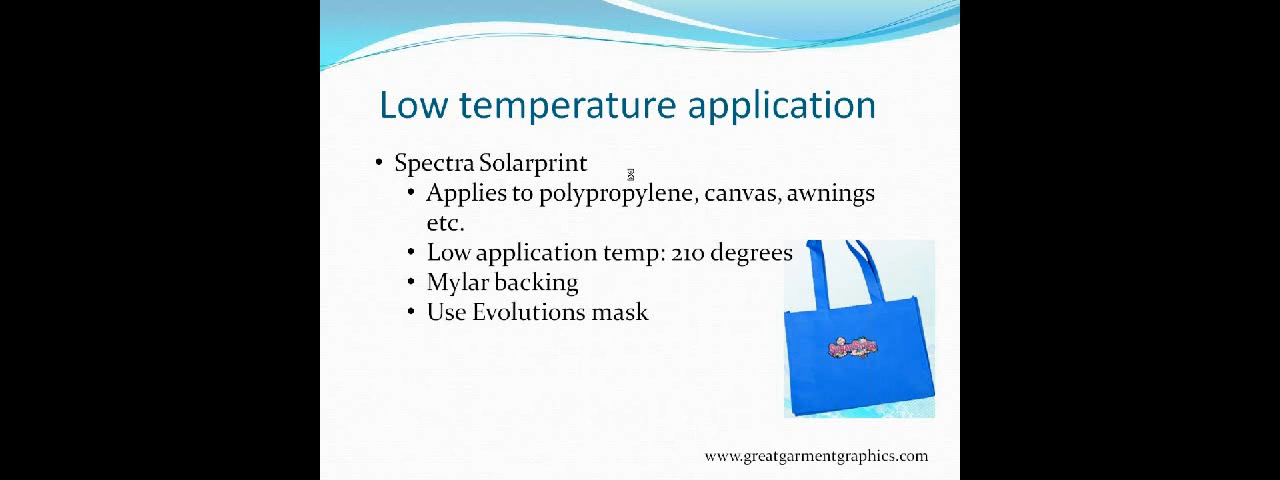 Low temperature application
• Spectra Solarprint
• Applies to polypropylene, canvas, awnings
etc.
• Low application temp: 210 degrees
• Mylar backing
• Use Evolutions mask
www.greatgarmentgraphics.com